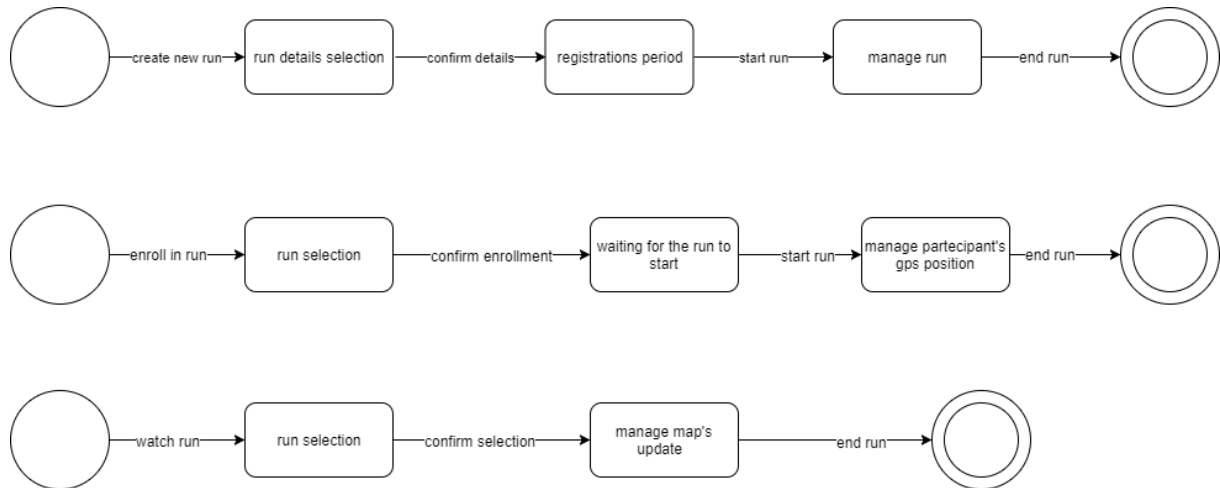 create new run
run details selection
confirm details
registrations period
start run
manage run
end run
enroll in run
run selection
confirm enrollment
waiting for the run to
start
start run
manage partecipant's
gps position
end run
watch run
run selection
confirm selection
manage map's
update
end run